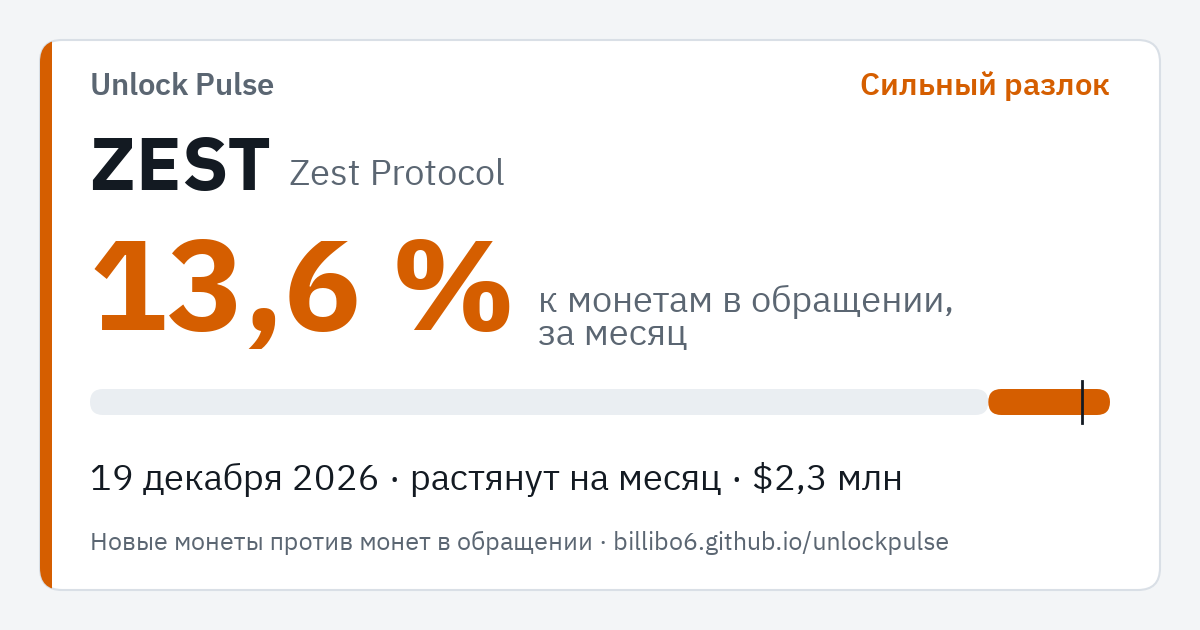 Unlock Pulse
Сильный разлок
ZEST Zest Protocol
13,6 % к монетам в обращении,
за месяц
19 декабря 2026 · растянут на месяц · $2,3 млн
Новые монеты против монет в обращении · billibo6.github.io/unlockpulse